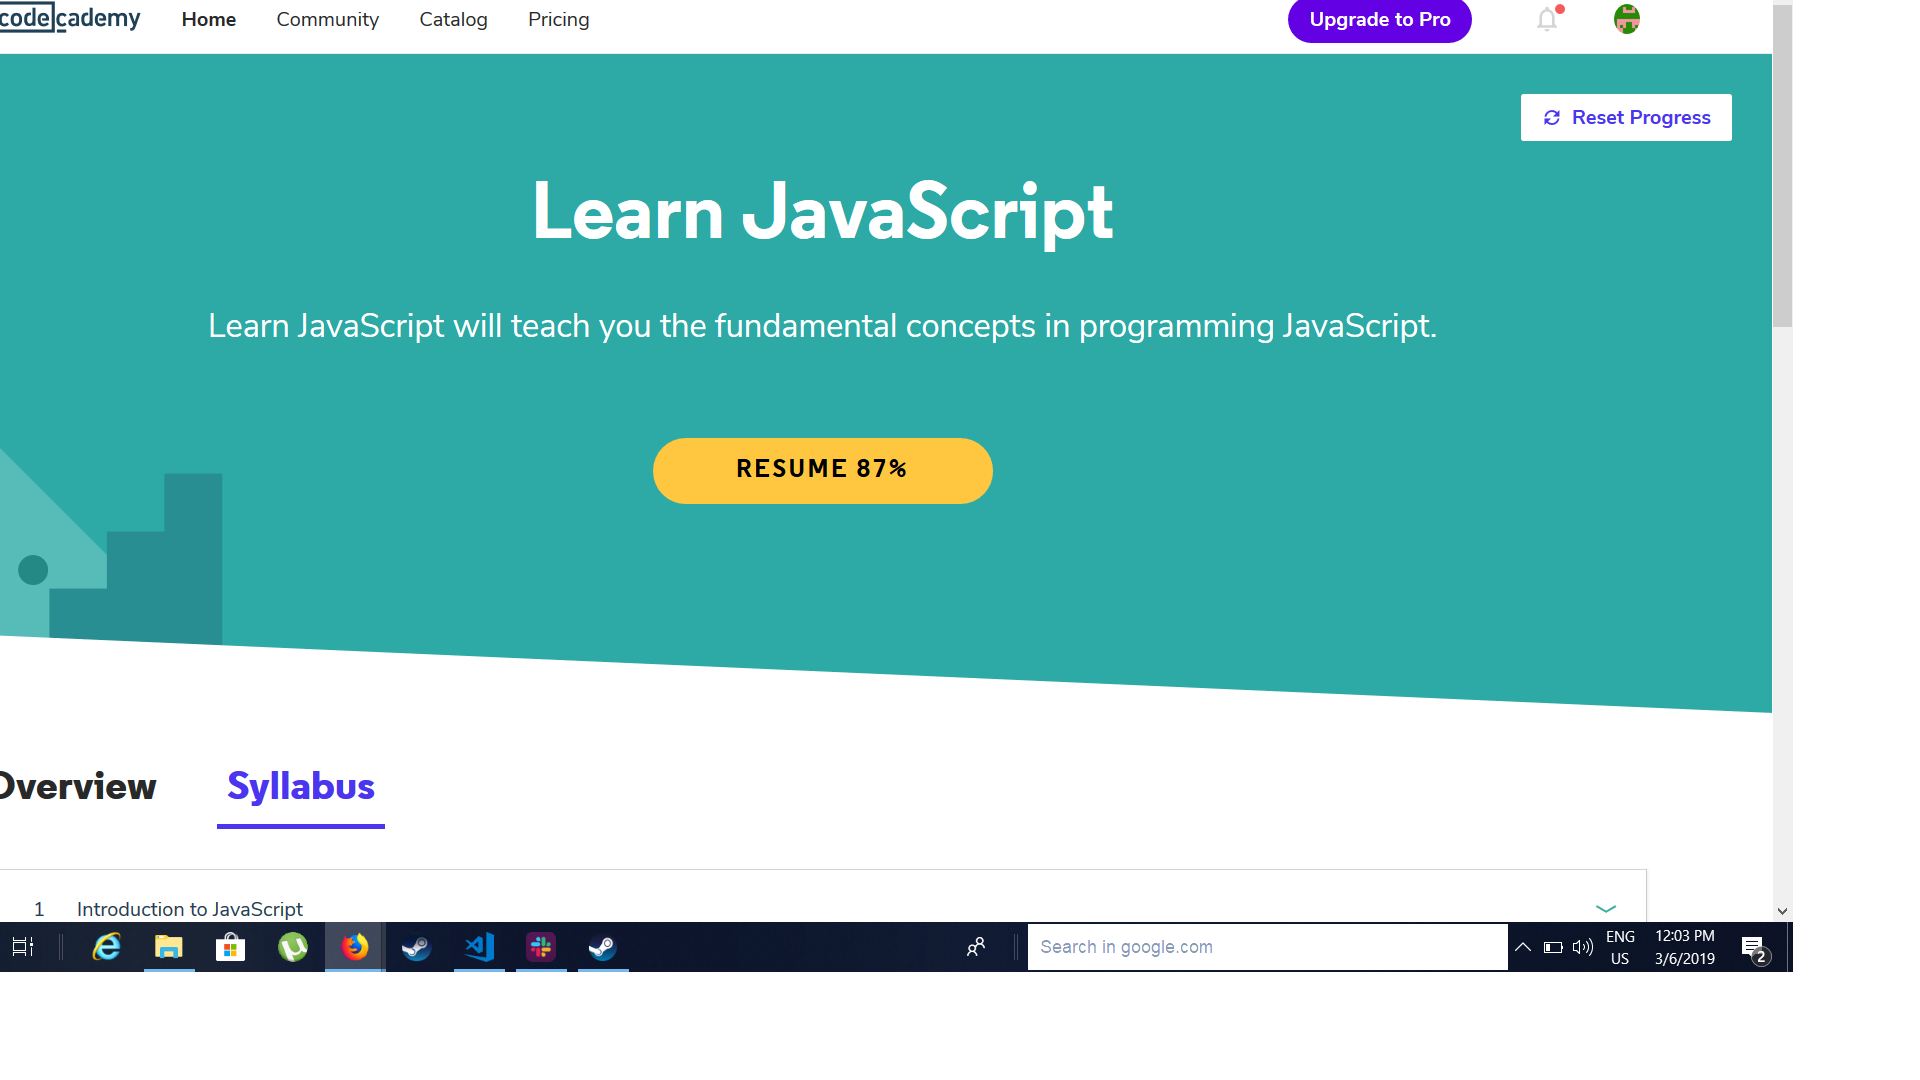 codecademy Home Community Catalog Pricing Upgrade to Pro
Reset Progress
Learn JavaScript
Learn JavaScript will teach you the fundamental concepts in programming JavaScript.
RESUME 87%
Overview Syllabus
1 Introduction to JavaScript
Search in google.com
ENG
US
12:03 PM
3/6/2019
2